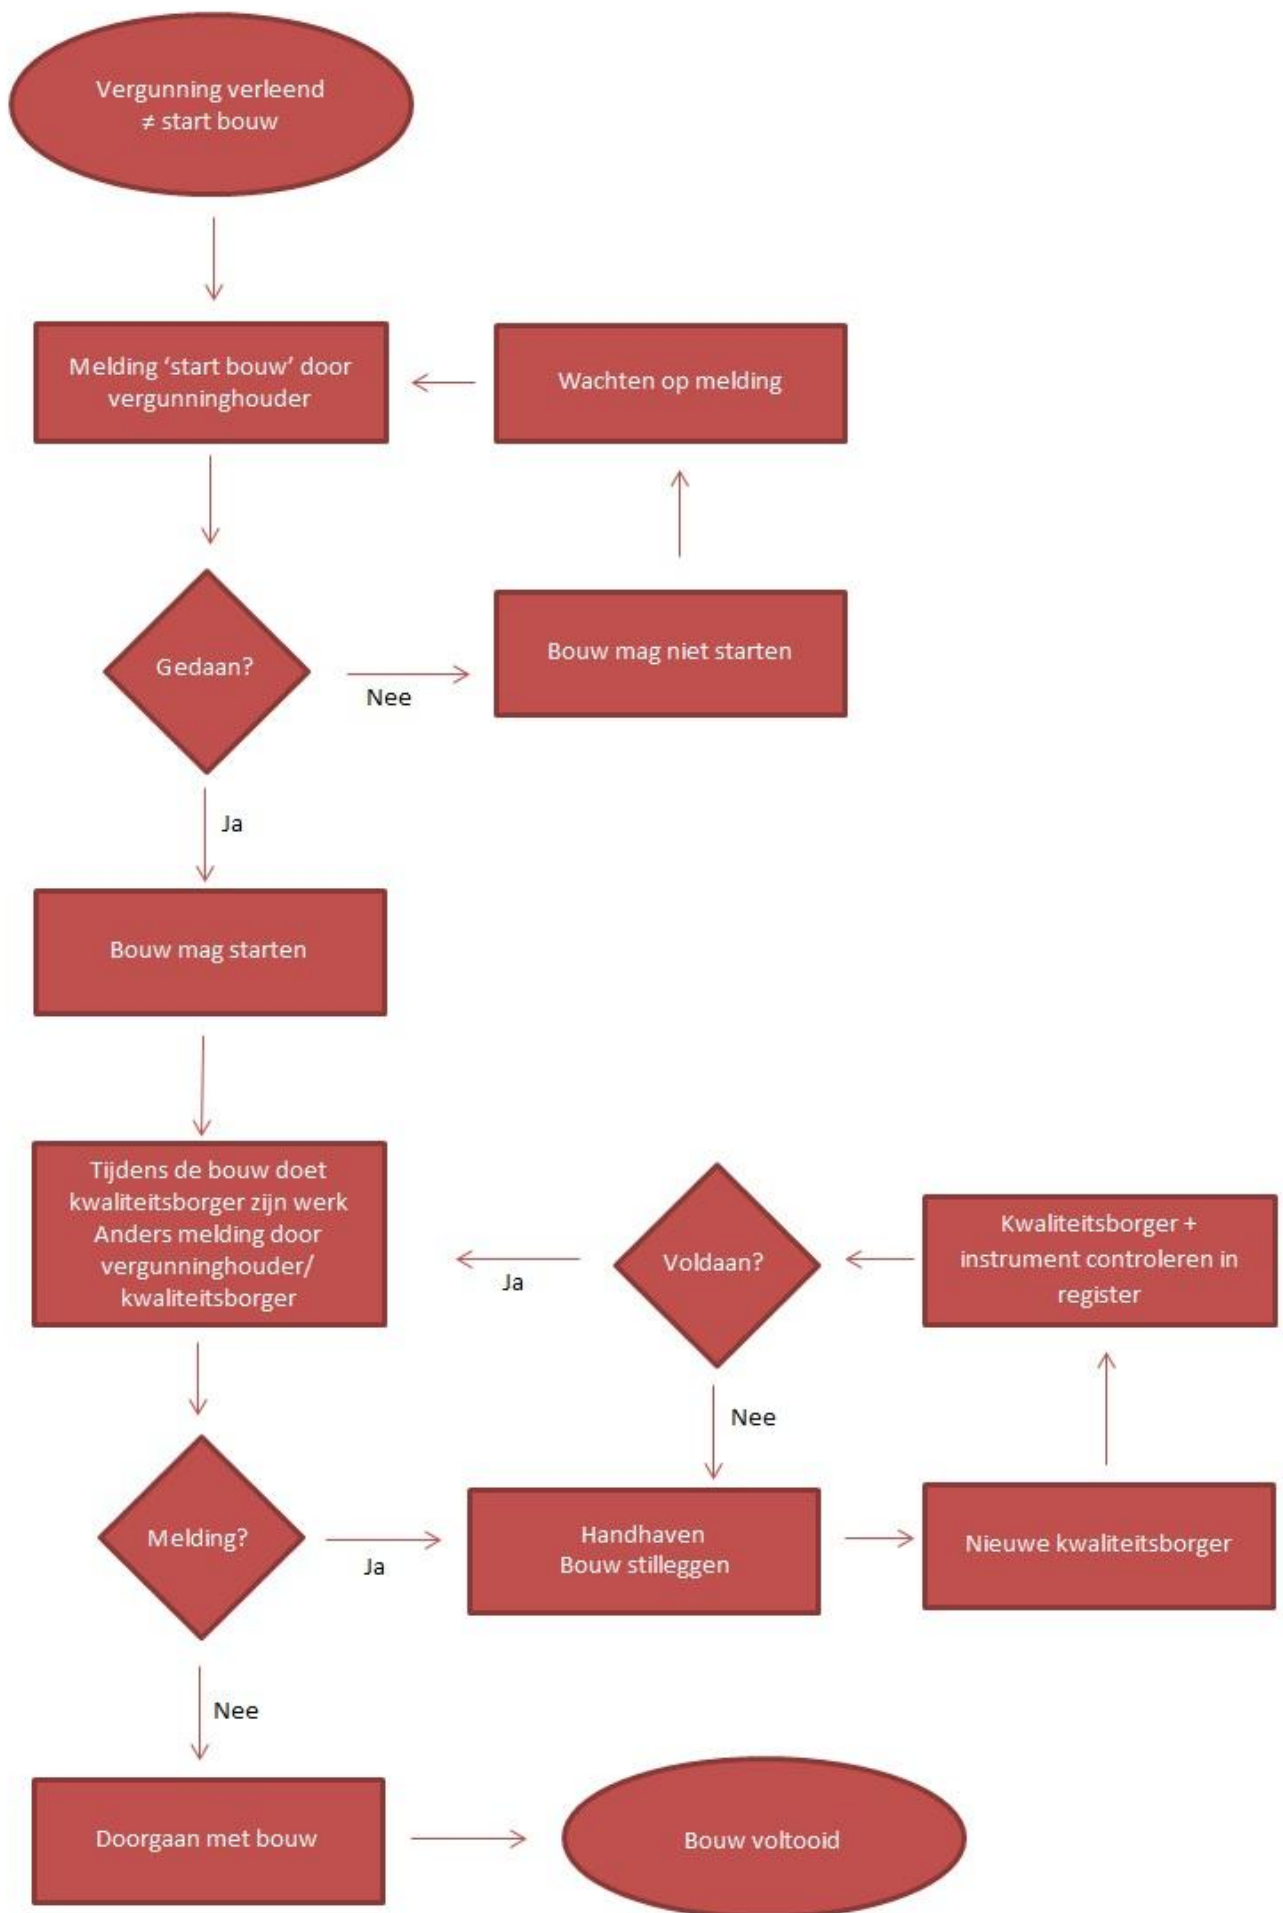 Vergunning verleend
≠ start bouw
Melding ‘start bouw’ door
vergunninghouder
Wachten op melding
Gedaan?
Nee
Bouw mag niet starten
Ja
Bouw mag starten
Tijdens de bouw doet
kwaliteitsborger zijn werk
Anders melding door
vergunninghouder/
kwaliteitsborger
Ja
Voldaan?
Kwaliteitsborger +
instrument controleren in
register
Nee
Melding?
Ja
Handhaven
Bouw stilleggen
Nieuwe kwaliteitsborger
Nee
Doorgaan met bouw
Bouw voltooid